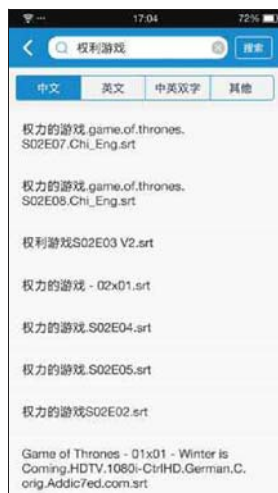 17:04 72%
权利游戏 搜索
中文 英文 中英双字 其他
权力的游戏.game.of.thrones.
S02E07.Chi_Eng.srt
权力的游戏.game.of.thrones.
S02E08.Chi_Eng.srt
权利游戏S02E03 V2.srt
权力的游戏 - 02x01.srt
权力的游戏.S02E04.srt
权力的游戏.S02E05.srt
权力的游戏S02E02.srt
Game of Thrones - 01x01 - Winter is
Coming.HDTV.1080i-CtrlHD.German.C.
orig.Addic7ed.com.srt